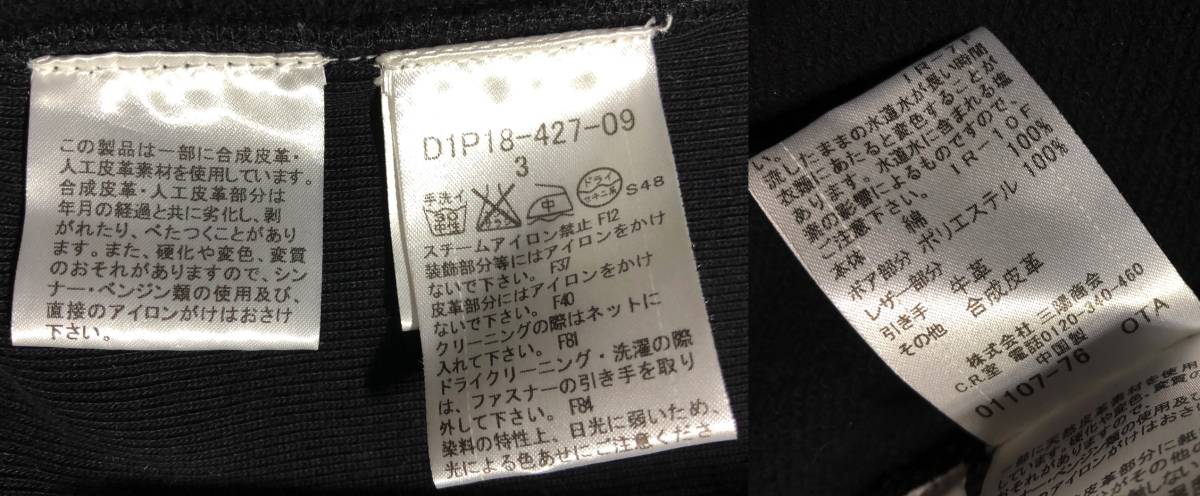 この製品は一部に合成皮革・
人工皮革素材を使用しています。
合成皮革・人工皮革部分は
年月の経過と共に劣化し、剥
がれたり、べたつくことがあり
ます。また、硬化や変色、変質
のおそれがありますので、シン
ナー・ベンジン類の使用及び、
直接のアイロンがけはおさけ
下さい。
D1P18-427-09
3
手洗イ
30
中性
中
ドライ
セキユ系
S48
スチームアイロン禁止 F12
装飾部分等にはアイロンをかけ
ないで下さい。 F37
皮革部分にはアイロンをかけ
ないで下さい。 F40
クリーニングの際はネットに
入れて下さい。 F81
ドライクリーニング・洗濯の際
は、ファスナーの引き手を取り
外して下さい。 F84
染料の特性上、日光に弱いため、
光による色あせにご注意くださ
い。 IR-7V
流したままの水道水が長い時間
衣類にあたると変色することが
あります。水道水に含まれる塩
素の影響によるものですので、
ご注意下さい。 IR-10F
本体 綿 100%
ボア部分 ポリエステル 100%
レザー部分
引き手 牛革
その他 合成皮革
株式会社 三陽商会
C.R.室 電話0120-340-460
中国製
01107-76 OTA